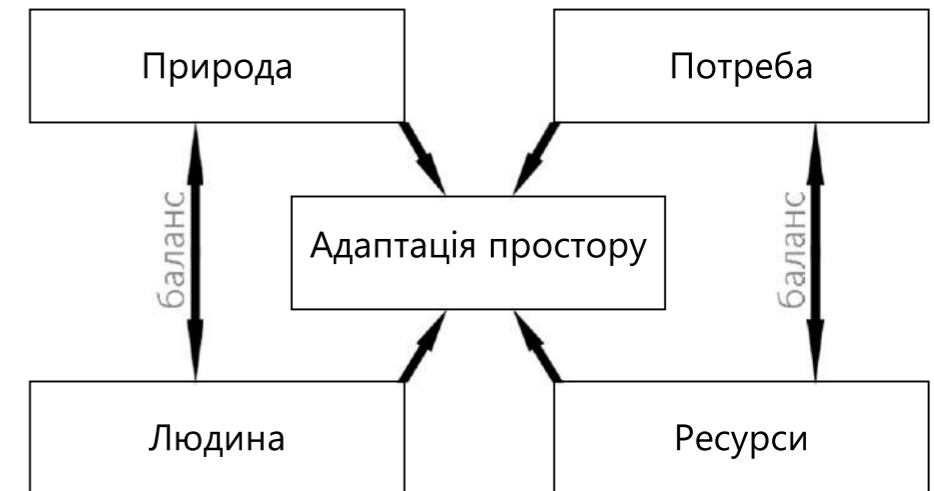 Природа
Потреба
баланс
Адаптація простору
баланс
Людина
Ресурси